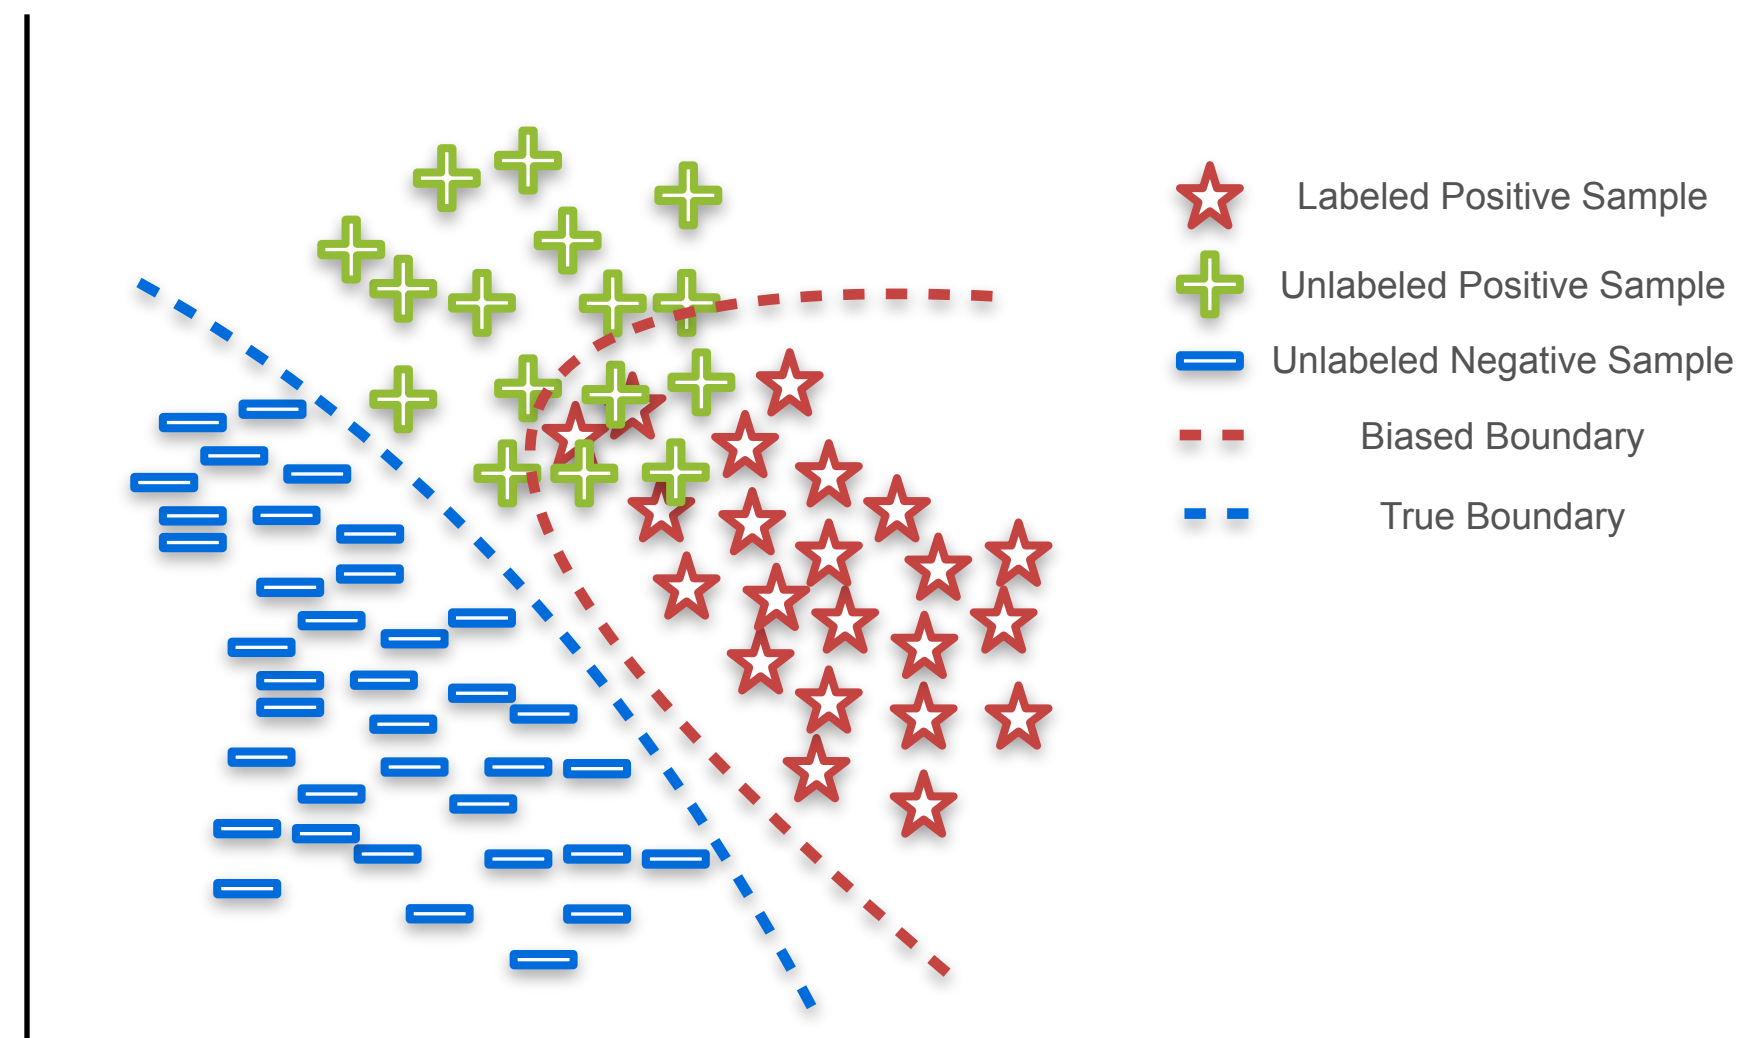 Labeled Positive Sample
Unlabeled Positive Sample
Unlabeled Negative Sample
Biased Boundary
True Boundary